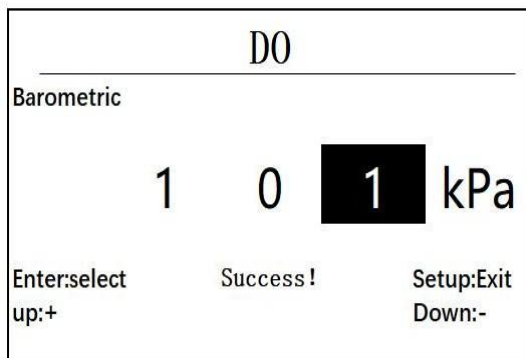 DO
Barometric
1 0 1 kPa
Enter:select Success! Setup:Exit
up:+ Down:-